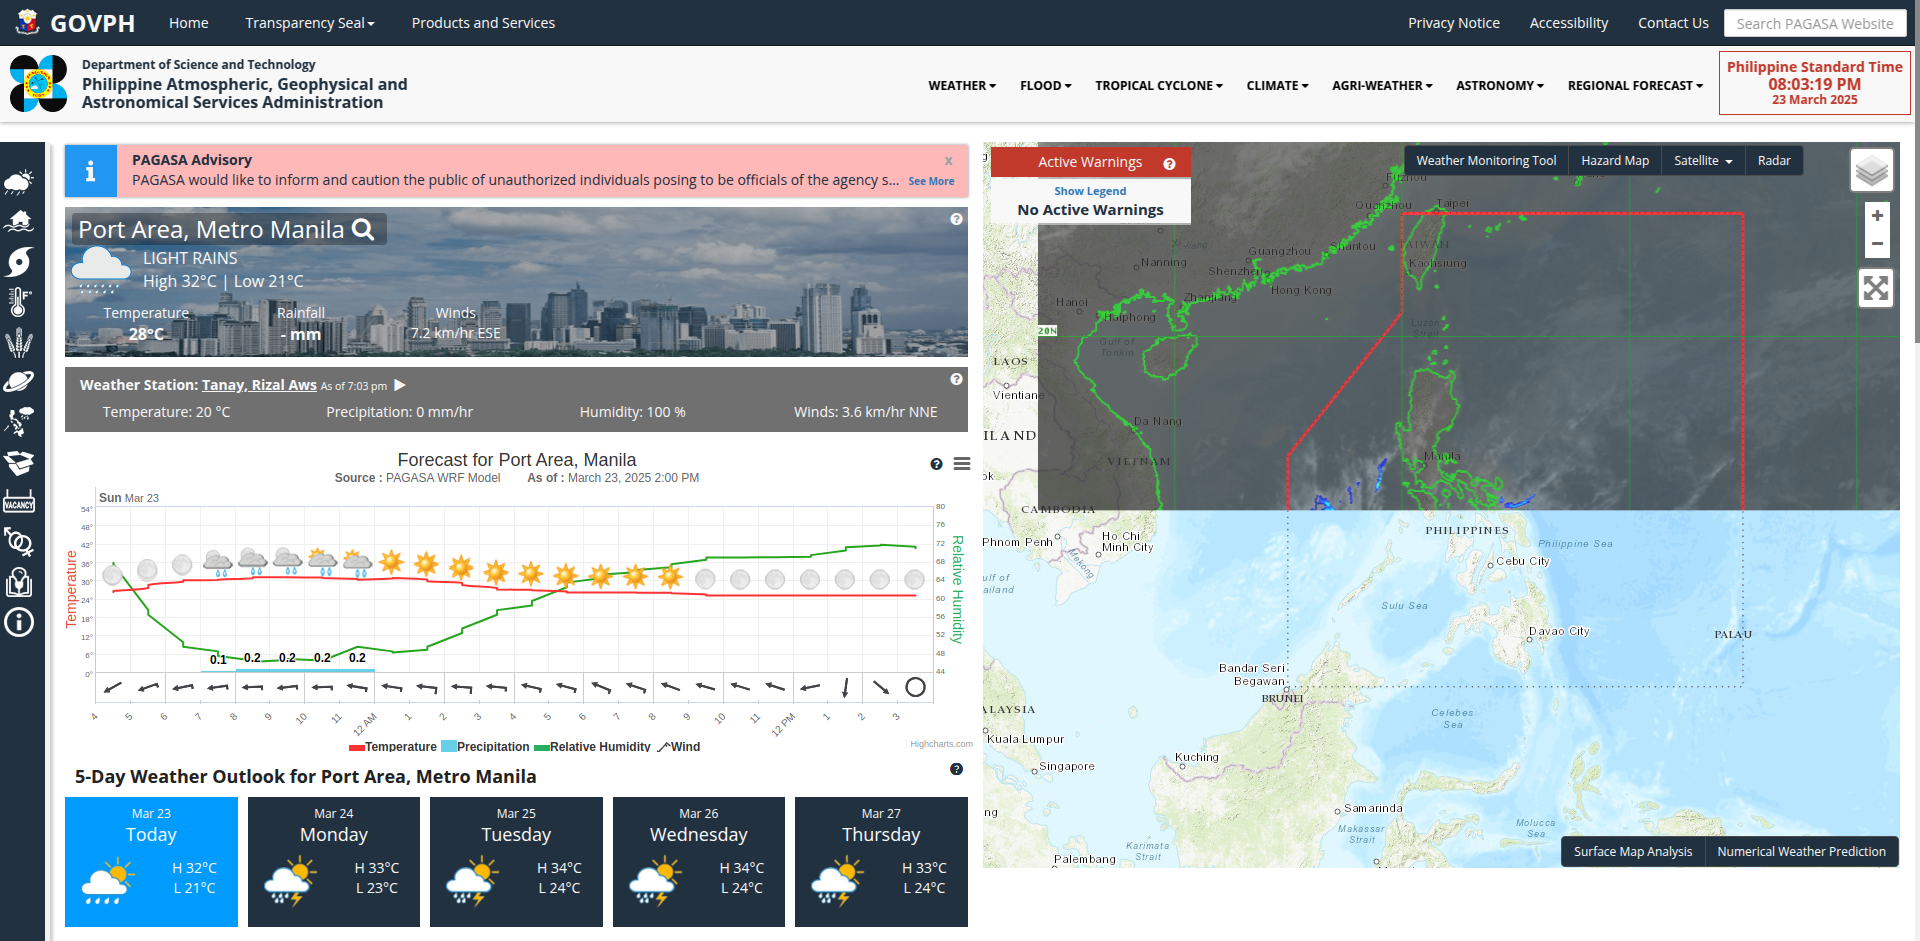 GOVPH
Home
Transparency Seal
Products and Services
Privacy Notice
Accessibility
Contact Us
Search PAGASA Website
Department of Science and Technology
Philippine Atmospheric, Geophysical and
Astronomical Services Administration
WEATHER
FLOOD
TROPICAL CYCLONE
CLIMATE
AGRI-WEATHER
ASTRONOMY
REGIONAL FORECAST
Philippine Standard Time
08:03:19 PM
23 March 2025
PAGASA Advisory
x
PAGASA would like to inform and caution the public of unauthorized individuals posing to be officials of the agency s... See More
Port Area, Metro Manila
LIGHT RAINS
High 32°C | Low 21°C
Temperature
28°C
Rainfall
- mm
Winds
7.2 km/hr ESE
Weather Station: Tanay, Rizal Aws As of 7:03 pm
Temperature: 20 °C
Precipitation: 0 mm/hr
Humidity: 100 %
Winds: 3.6 km/hr NNE
Forecast for Port Area, Manila
Source : PAGASA WRF Model As of : March 23, 2025 2:00 PM
Sun Mar 23
Temperature
54°
48°
42°
36°
30°
24°
18°
12°
6°
0°
80
76
72
68
64
60
56
52
48
44
Relative Humidity
0.1
0.2
0.2
0.2
0.2
4
5
6
7
8
9
10
11
12 AM
1
2
3
4
5
6
7
8
9
10
11
12 PM
1
2
3
Temperature Precipitation Relative Humidity Wind
Highcharts.com
5-Day Weather Outlook for Port Area, Metro Manila
Mar 23
Today
H 32°C
L 21°C
Mar 24
Monday
H 33°C
L 23°C
Mar 25
Tuesday
H 34°C
L 24°C
Mar 26
Wednesday
H 34°C
L 24°C
Mar 27
Thursday
H 33°C
L 24°C
VACANCY
F°
Active Warnings
Show Legend
No Active Warnings
Weather Monitoring Tool
Hazard Map
Satellite
Radar
+
−
Fuzhou
Quanzhou
Taipei
TAIWAN
Kaohsiung
Xi Jiang
Guangzhou
Shantou
Nanning
Shenzhen
Hong Kong
Zhanjiang
Hanoi
Haiphong
20N
Gulf of
Tonkin
Luzon
Strait
LAOS
Vientiane
Da Nang
ILAND
VIETNAM
Manila
ok
CAMBODIA
Phnom Penh
Ho Chi
Minh City
Mekong
ulf of
ailand
PHILIPPINES
Philippine Sea
Cebu City
Sulu Sea
Davao City
PALAU
Bandar Seri
Begawan
BRUNEI
ALAYSIA
Celebes
Sea
Kuala Lumpur
Singapore
Kuching
Samarinda
ng
Makassar
Strait
Molucca
Sea
Karimata
Strait
Palembang
Surface Map Analysis
Numerical Weather Prediction